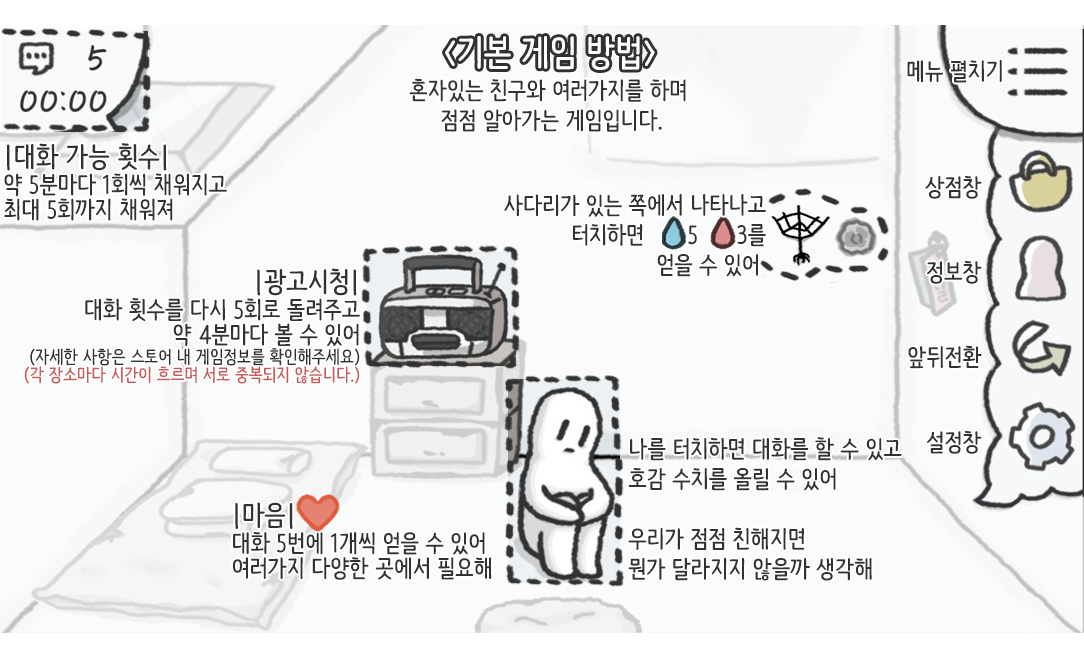 <기본 게임 방법>
혼자있는 친구와 여러가지를 하며
점점 알아가는 게임입니다.
5
00:00
|대화 가능 횟수|
약 5분마다 1회씩 채워지고
최대 5회까지 채워져
메뉴 펼치기
상점창
정보창
앞뒤전환
설정창
사다리가 있는 쪽에서 나타나고
터치하면 5 3를
얻을 수 있어
|광고시청|
대화 횟수를 다시 5회로 돌려주고
약 4분마다 볼 수 있어
(자세한 사항은 스토어 내 게임정보를 확인해주세요)
(각 장소마다 시간이 흐르며 서로 중복되지 않습니다.)
나를 터치하면 대화를 할 수 있고
호감 수치를 올릴 수 있어
우리가 점점 친해지면
뭔가 달라지지 않을까 생각해
|마음|
대화 5번에 1개씩 얻을 수 있어
여러가지 다양한 곳에서 필요해